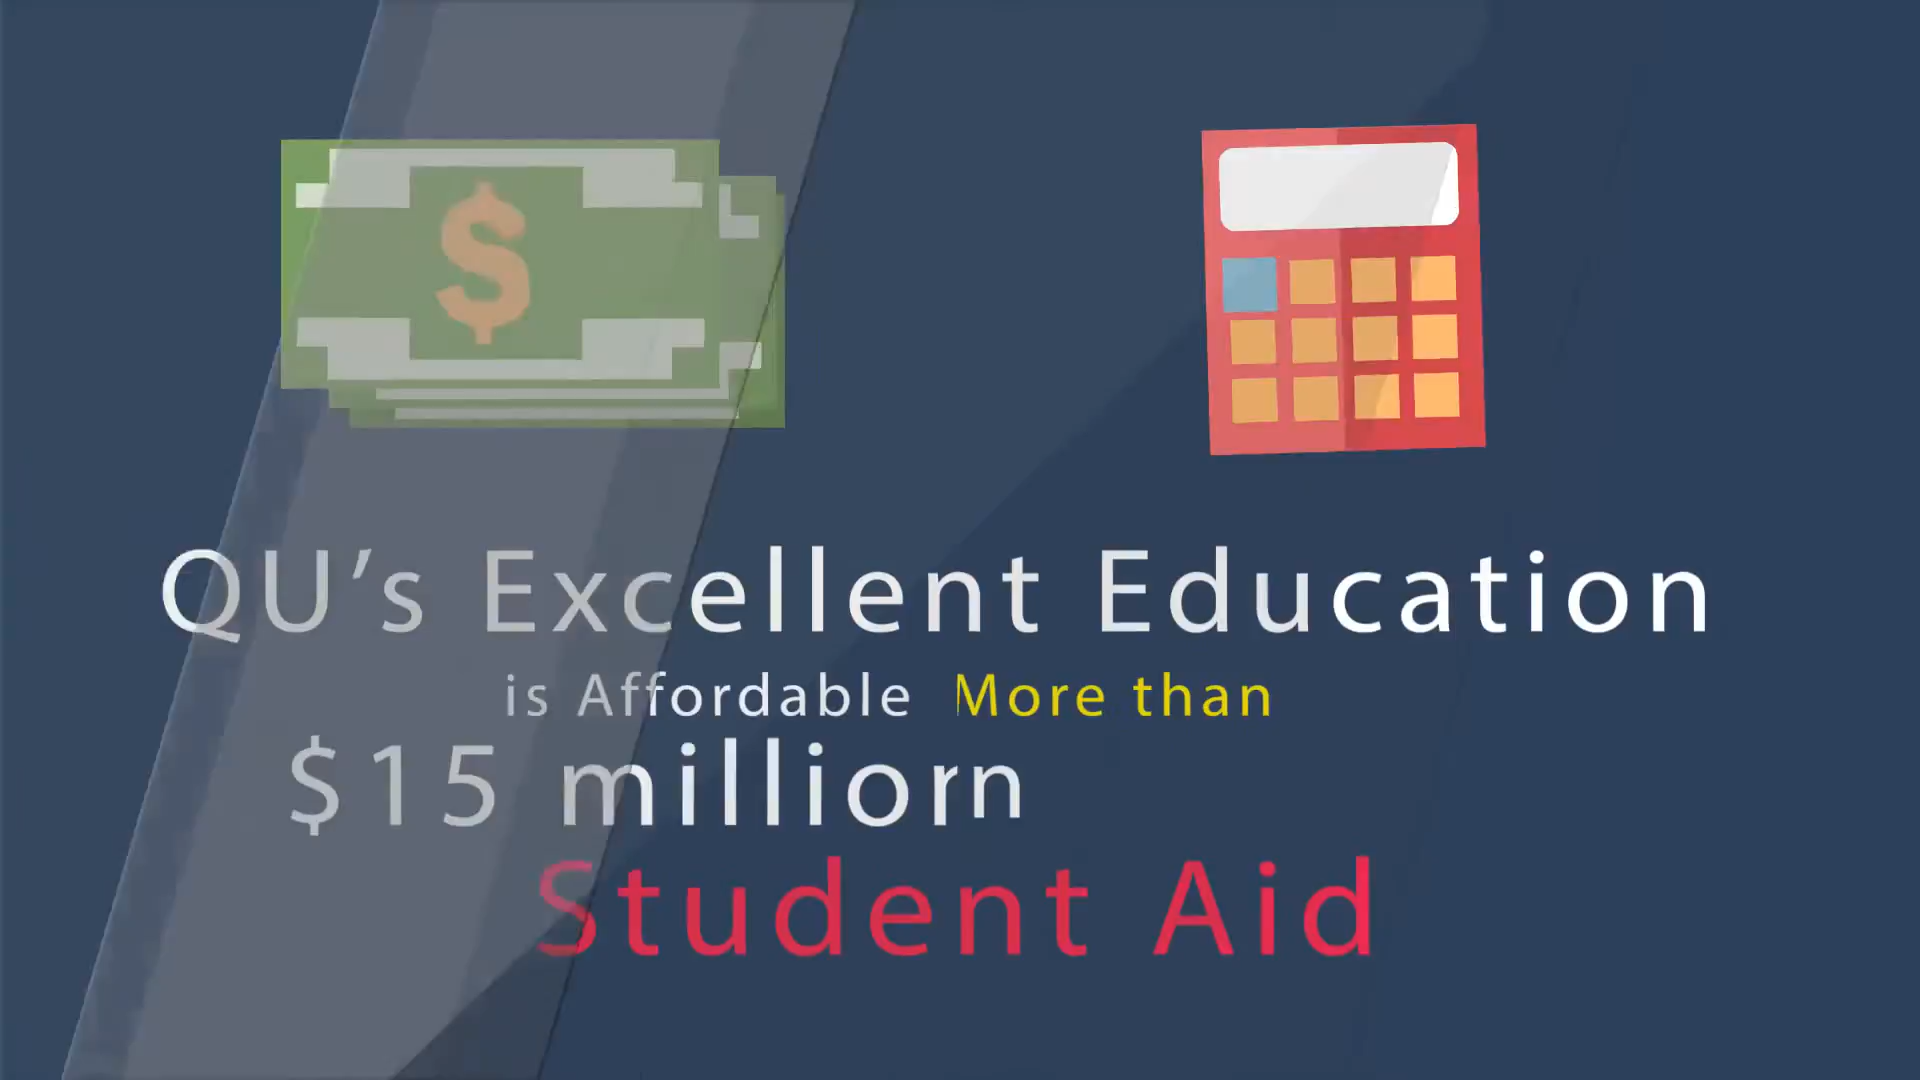 $
QU's Excellent Education
is Affordable More than
$15 milliorn
Student Aid